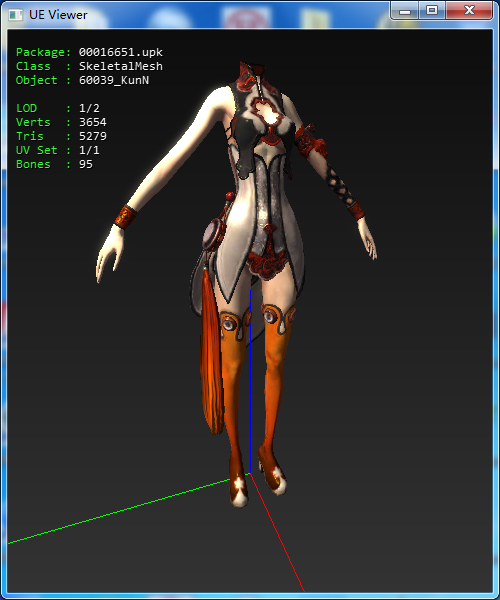 UE Viewer
Package: 00016651.upk
Class : SkeletalMesh
Object : 60039_KunN
LOD : 1/2
Verts : 3654
Tris : 5279
UV Set : 1/1
Bones : 95